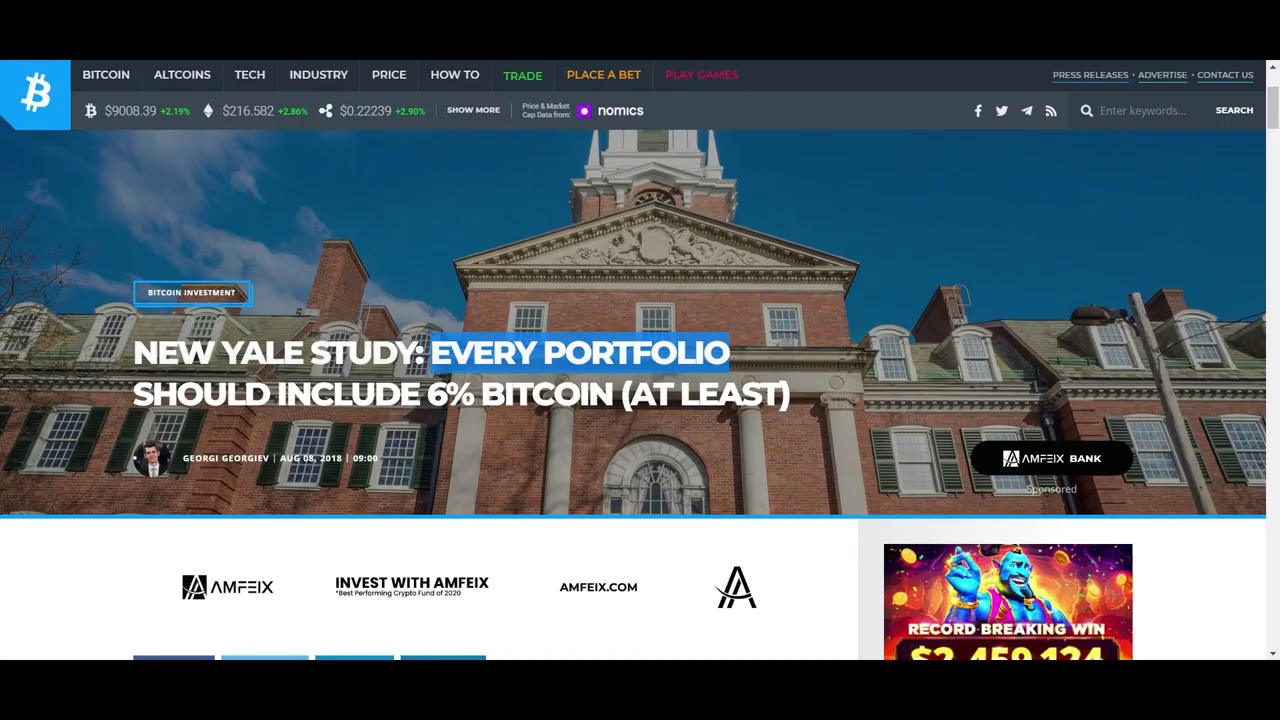 BITCOIN ALTCOINS TECH INDUSTRY PRICE HOW TO TRADE PLACE A BET PLAY GAMES PRESS RELEASES · ADVERTISE · CONTACT US
$9008.39 +2.19% $216.582 +2.86% $0.22239 +2.90% SHOW MORE Price & Market Cap Data from: nomics Enter keywords... SEARCH
BITCOIN INVESTMENT
NEW YALE STUDY: EVERY PORTFOLIO
SHOULD INCLUDE 6% BITCOIN (AT LEAST)
GEORGI GEORGIEV | AUG 08, 2018 | 09:00
AMFEIX BANK
Sponsored
AMFEIX INVEST WITH AMFEIX AMFEIX.COM
*Best Performing Crypto Fund of 2020
RECORD BREAKING WIN
$2,459,124